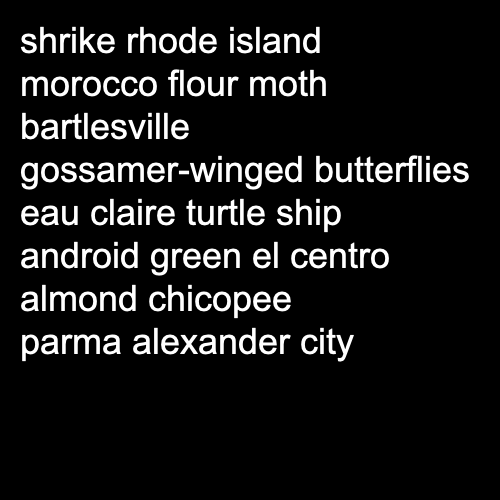 shrike rhode island
morocco flour moth
bartlesville
gossamer-winged butterflies
eau claire turtle ship
android green el centro
almond chicopee
parma alexander city